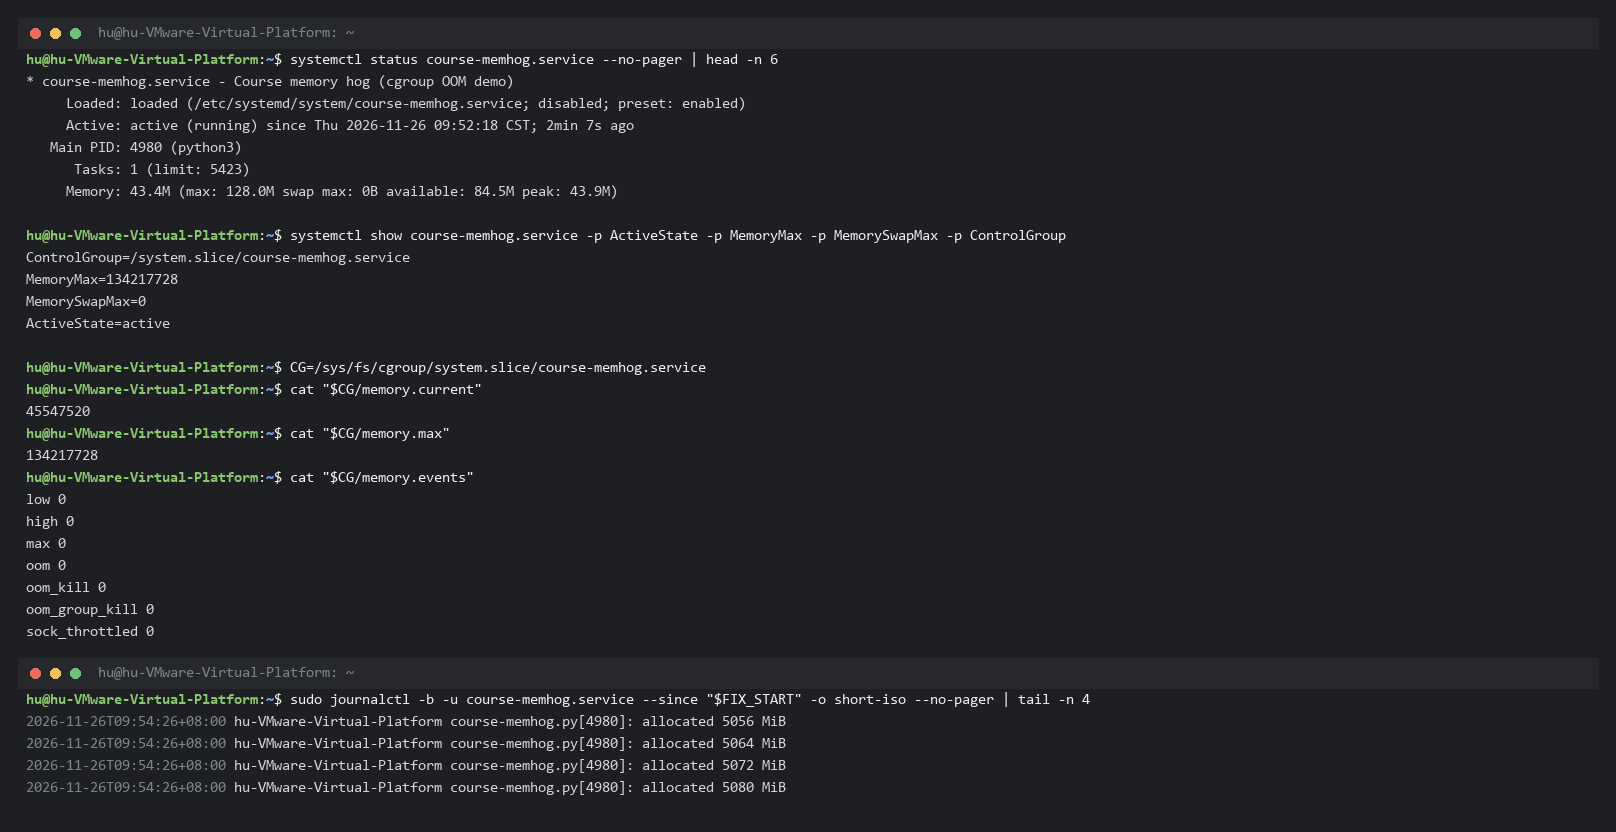 hu@hu-VMware-Virtual-Platform: ~
hu@hu-VMware-Virtual-Platform:~$ systemctl status course-memhog.service --no-pager | head -n 6
* course-memhog.service - Course memory hog (cgroup OOM demo)
     Loaded: loaded (/etc/systemd/system/course-memhog.service; disabled; preset: enabled)
     Active: active (running) since Thu 2026-11-26 09:52:18 CST; 2min 7s ago
   Main PID: 4980 (python3)
      Tasks: 1 (limit: 5423)
     Memory: 43.4M (max: 128.0M swap max: 0B available: 84.5M peak: 43.9M)
hu@hu-VMware-Virtual-Platform:~$ systemctl show course-memhog.service -p ActiveState -p MemoryMax -p MemorySwapMax -p ControlGroup
ControlGroup=/system.slice/course-memhog.service
MemoryMax=134217728
MemorySwapMax=0
ActiveState=active
hu@hu-VMware-Virtual-Platform:~$ CG=/sys/fs/cgroup/system.slice/course-memhog.service
hu@hu-VMware-Virtual-Platform:~$ cat "$CG/memory.current"
45547520
hu@hu-VMware-Virtual-Platform:~$ cat "$CG/memory.max"
134217728
hu@hu-VMware-Virtual-Platform:~$ cat "$CG/memory.events"
low 0
high 0
max 0
oom 0
oom_kill 0
oom_group_kill 0
sock_throttled 0
hu@hu-VMware-Virtual-Platform: ~
hu@hu-VMware-Virtual-Platform:~$ sudo journalctl -b -u course-memhog.service --since "$FIX_START" -o short-iso --no-pager | tail -n 4
2026-11-26T09:54:26+08:00 hu-VMware-Virtual-Platform course-memhog.py[4980]: allocated 5056 MiB
2026-11-26T09:54:26+08:00 hu-VMware-Virtual-Platform course-memhog.py[4980]: allocated 5064 MiB
2026-11-26T09:54:26+08:00 hu-VMware-Virtual-Platform course-memhog.py[4980]: allocated 5072 MiB
2026-11-26T09:54:26+08:00 hu-VMware-Virtual-Platform course-memhog.py[4980]: allocated 5080 MiB